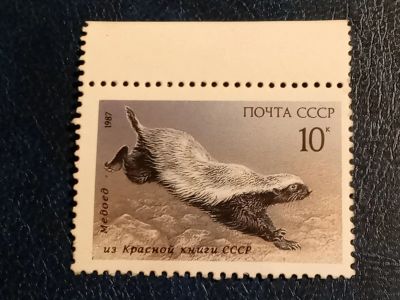 ПОЧТА СССР
10к
1987
Медоед
из Красной книги СССР